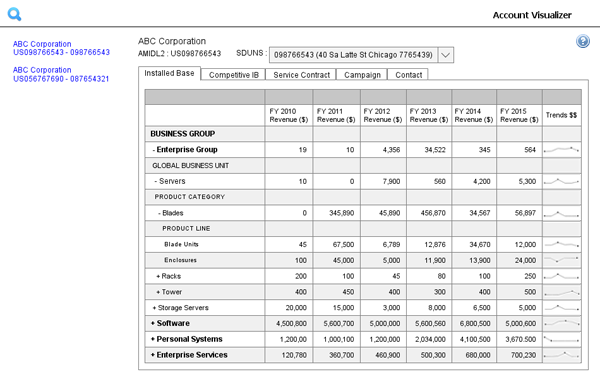 Account Visualizer
ABC Corporation
US098766543 - 098766543
ABC Corporation
US056767690 - 087654321
ABC Corporation
AMIDL2 : US098766543 SDUNS : 098766543 (40 Sa Latte St Chicago 7765439)
Installed Base Competitive IB Service Contract Campaign Contact
FY 2010 Revenue ($) FY 2011 Revenue ($) FY 2012 Revenue ($) FY 2013 Revenue ($) FY 2014 Revenue ($) FY 2015 Revenue ($) Trends $$
BUSINESS GROUP
- Enterprise Group 19 10 4,356 34,522 345 564
GLOBAL BUSINESS UNIT
- Servers 10 0 7,900 560 4,200 5,300
PRODUCT CATEGORY
- Blades 0 345,890 45,890 456,870 34,567 56,897
PRODUCT LINE
Blade Units 45 67,500 6,789 12,876 34,670 12,000
Enclosures 100 45,000 5,000 11,900 13,900 24,000
+ Racks 200 100 45 80 100 250
+ Tower 400 450 400 300 400 500
+ Storage Servers 20,000 15,000 3,000 8,000 6,500 5,000
+ Software 4,500,800 5,600,700 5,000,000 5,600,560 6,800,500 5,000,600
+ Personal Systems 1,200,00 1,000,100 1,200,000 2,034,000 4,100,500 3,670.500
+ Enterprise Services 120,780 360,700 460,900 500,300 680,000 700,230